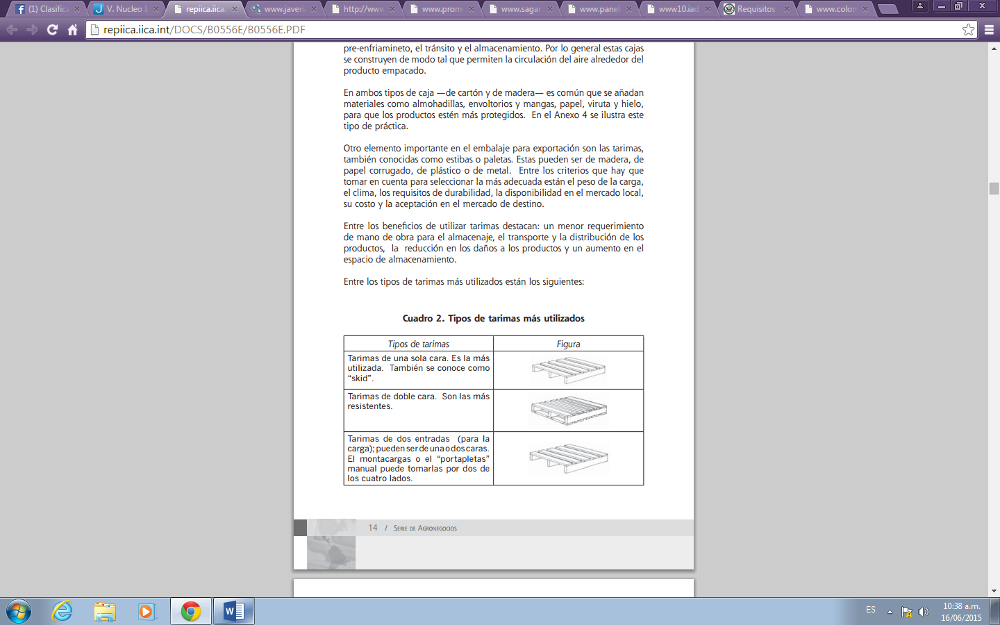 (1) Clasifica
V. Nucleo I
repiica.iica.
www.javeri
http://www
www.prom
www.sagar
www.panel
www10.iad
Requisitos
www.colon
repiica.iica.int/DOCS/B0556E/B0556E.PDF
pre-enfriamineto, el tránsito y el almacenamiento. Por lo general estas cajas
se construyen de modo tal que permiten la circulación del aire alrededor del
producto empacado.
En ambos tipos de caja —de cartón y de madera— es común que se añadan
materiales como almohadillas, envoltorios y mangas, papel, viruta y hielo,
para que los productos estén más protegidos.  En el Anexo 4 se ilustra este
tipo de práctica.
Otro elemento importante en el embalaje para exportación son las tarimas,
también conocidas como estibas o paletas. Estas pueden ser de madera, de
papel corrugado, de plástico o de metal.  Entre los criterios que hay que
tomar en cuenta para seleccionar la más adecuada están el peso de la carga,
el clima, los requisitos de durabilidad, la disponibilidad en el mercado local,
su costo y la aceptación en el mercado de destino.
Entre los beneficios de utilizar tarimas destacan: un menor requerimiento
de mano de obra para el almacenaje, el transporte y la distribución de los
productos,  la  reducción en los daños a los productos y un aumento en el
espacio de almacenamiento.
Entre los tipos de tarimas más utilizados están los siguientes:
Cuadro 2. Tipos de tarimas más utilizados
Tipos de tarimas
Figura
Tarimas de una sola cara. Es la más
utilizada.  También se conoce como
“skid”.
Tarimas de doble cara.  Son las más
resistentes.
Tarimas de dos entradas  (para la
carga); pueden ser de una o dos caras.
El montacargas o el “portapletas”
manual puede tomarlas por dos de
los cuatro lados.
14 / Serie de Agronegocios
ES
10:38 a.m.
16/06/2015